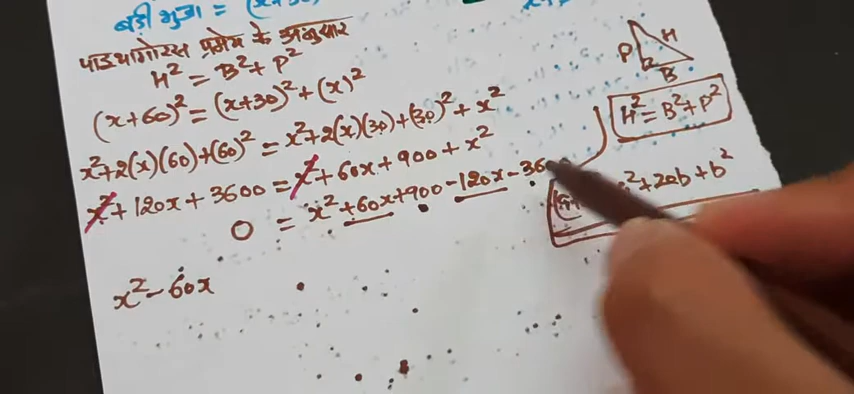 बड़ी भुजा = (x+30)
पाइथागोरस प्रमेय के अनुसार
H² = B² + P²
(x+60)² = (x+30)² + (x)²
x²+2(x)(60)+(60)² = x²+2(x)(30)+(30)²+x²
x²+120x+3600 = x²+60x+900+x²
0 = x²+60x+900-120x-36
x²-60x
P
H
B
H² = B²+P²
²+2ab+b²